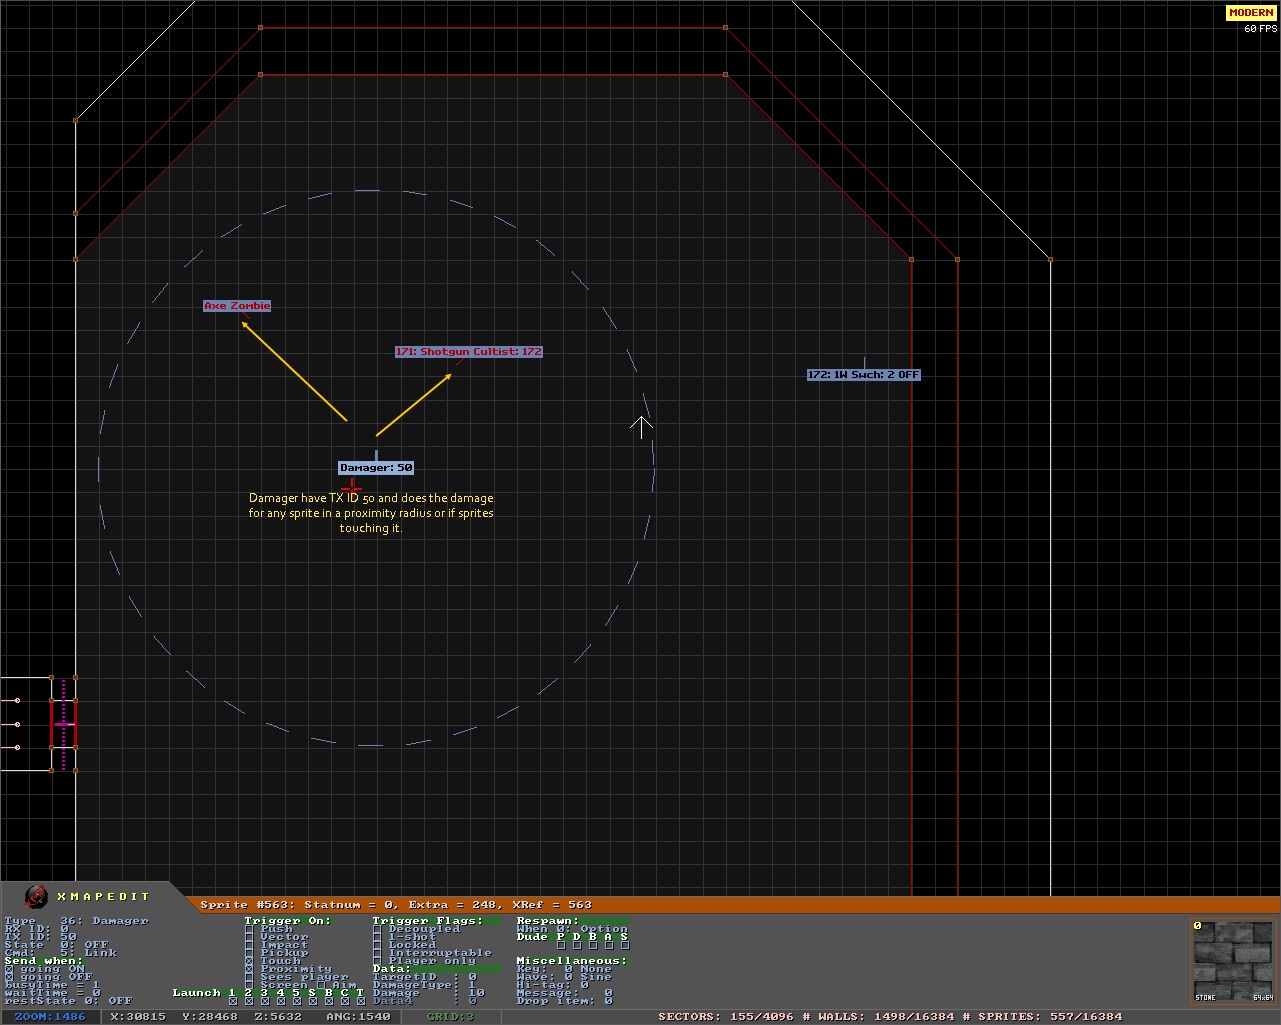 MODERN
60 FPS
Axe Zombie
171: Shotgun Cultist: 172
172: 1W Swch: 2 OFF
Damager: 50
Damager have TX ID 50 and does the damage
for any sprite in a proximity radius or if sprites
touching it.
XMAPEDIT
Sprite #563: Statnum = 0, Extra = 248, XRef = 563
Type 36: Damager
RX ID: 0
TX ID: 50
State 0: OFF
Cmd: 5: Link
Send when:
going ON
going OFF
busyTime = 1
waitTime = 0
restState 0: OFF
Trigger On:
Push
Vector
Impact
Pickup
Touch
Proximity
Sees player
Screen Aim
Launch 1 2 3 4 5 S B C T
Trigger Flags:
Decoupled
1-shot
Locked
Interruptable
Player only
Data:
TargetID : 0
DamageType: 1
Damage : 10
Data4 : 0
Respawn:
When 0: Option
Dude P D B A S
Miscellaneous:
Key: 0 None
Wave: 0 Sine
Hi-tag: 0
Message: 0
Drop item: 0
0
STONE 64x64
ZOOM:1486 X:30815 Y:28468 Z:5632 ANG:1540 GRID:3 SECTORS: 155/4096 # WALLS: 1498/16384 # SPRITES: 557/16384